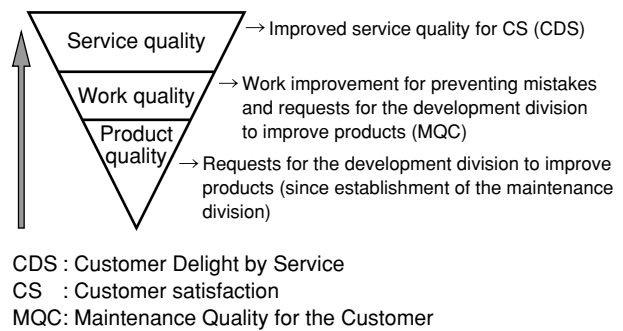 Service quality
→ Improved service quality for CS (CDS)
Work quality
→ Work improvement for preventing mistakes
and requests for the development division
to improve products (MQC)
Product
quality
→ Requests for the development division to improve
products (since establishment of the maintenance
division)
CDS : Customer Delight by Service
CS : Customer satisfaction
MQC: Maintenance Quality for the Customer